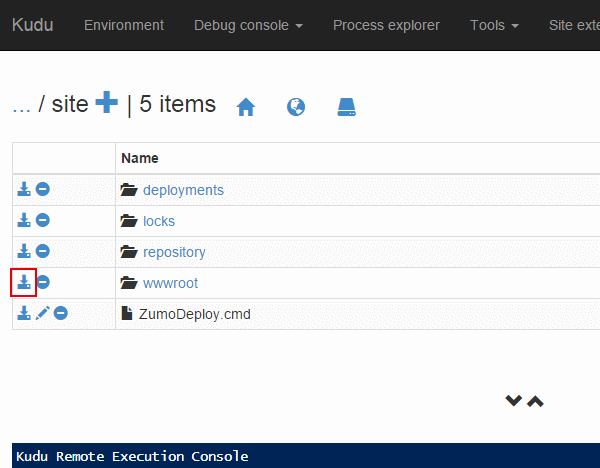 Kudu Environment Debug console Process explorer Tools Site exte
... / site + | 5 items
Name
deployments
locks
repository
wwwroot
ZumoDeploy.cmd
Kudu Remote Execution Console